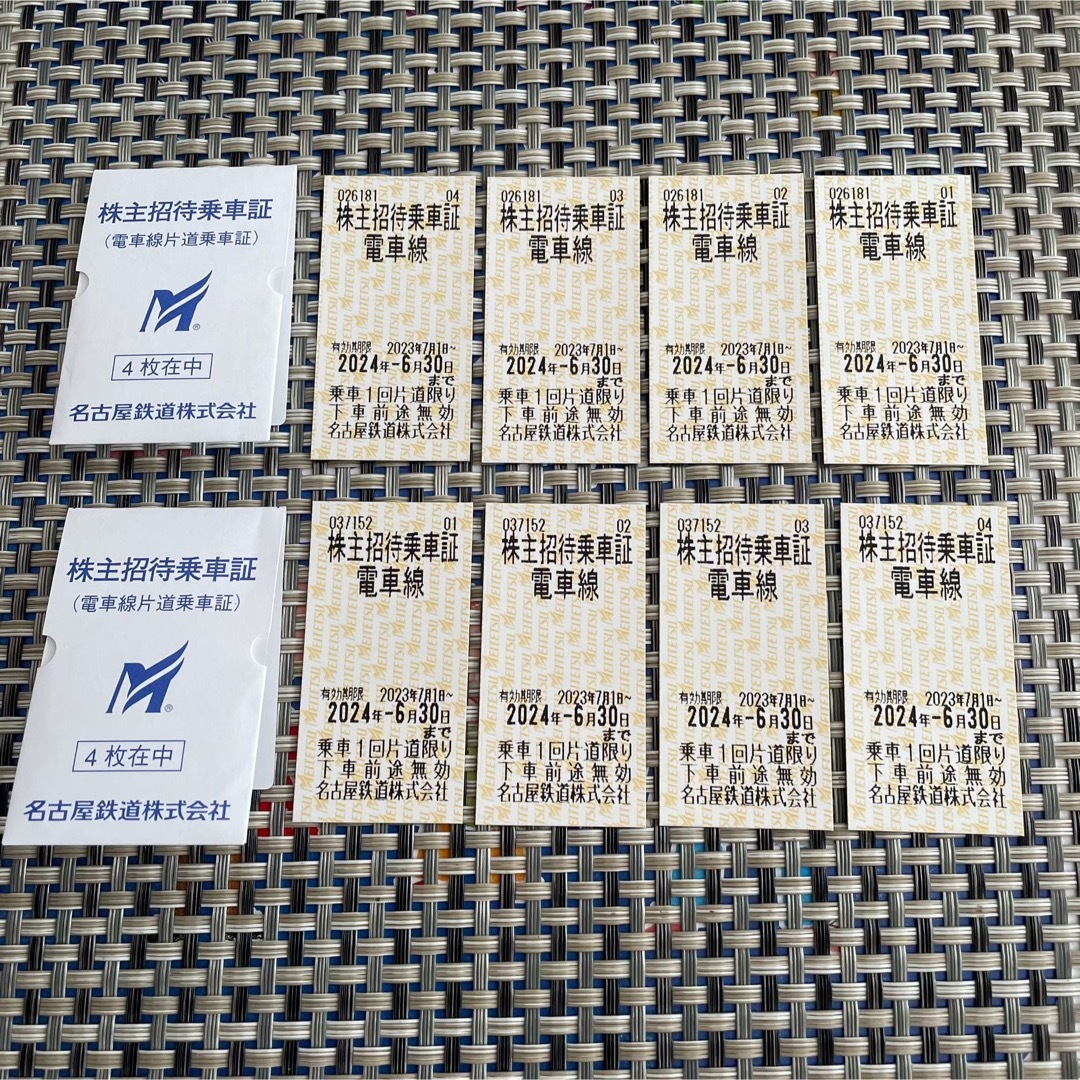 株主招待乗車証
（電車線片道乗車証）
４枚在中
名古屋鉄道株式会社
026181 04
株主招待乗車証
電車線
有効期限 2023年7月1日~
2024年-6月30日
まで
乗車１回片道限り
下車前途無効
名古屋鉄道株式会社
026181 03
株主招待乗車証
電車線
有効期限 2023年7月1日~
2024年-6月30日
まで
乗車１回片道限り
下車前途無効
名古屋鉄道株式会社
026181 02
株主招待乗車証
電車線
有効期限 2023年7月1日~
2024年-6月30日
まで
乗車１回片道限り
下車前途無効
名古屋鉄道株式会社
026181 01
株主招待乗車証
電車線
有効期限 2023年7月1日~
2024年-6月30日
まで
乗車１回片道限り
下車前途無効
名古屋鉄道株式会社
株主招待乗車証
（電車線片道乗車証）
４枚在中
名古屋鉄道株式会社
037152 01
株主招待乗車証
電車線
有効期限 2023年7月1日~
2024年-6月30日
まで
乗車１回片道限り
下車前途無効
名古屋鉄道株式会社
037152 02
株主招待乗車証
電車線
有効期限 2023年7月1日~
2024年-6月30日
まで
乗車１回片道限り
下車前途無効
名古屋鉄道株式会社
037152 03
株主招待乗車証
電車線
有効期限 2023年7月1日~
2024年-6月30日
まで
乗車１回片道限り
下車前途無効
名古屋鉄道株式会社
037152 04
株主招待乗車証
電車線
有効期限 2023年7月1日~
2024年-6月30日
まで
乗車１回片道限り
下車前途無効
名古屋鉄道株式会社